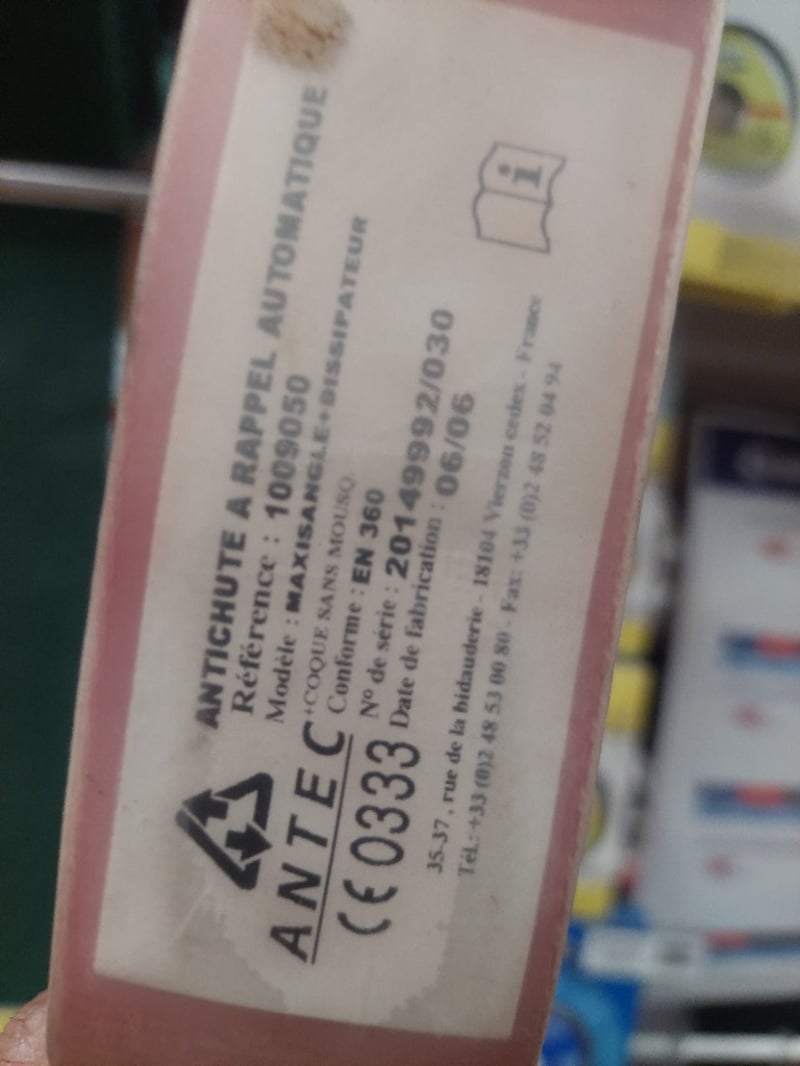 ANTICHUTE A RAPPEL AUTOMATIQUE
Référence : 1009050
Modèle : MAXISANGLE+DISSIPATEUR
+COQUE SANS MOUSQ.
Conforme : EN 360
N° de série : 20149992/030
Date de fabrication : 06/06
ANTEC
CE 0333
35-37 , rue de la bidauderie - 18104 Vierzon cedex - France
TéL: +33 (0)2 48 53 00 80 - Fax: +33 (0)2 48 52 04 94
i